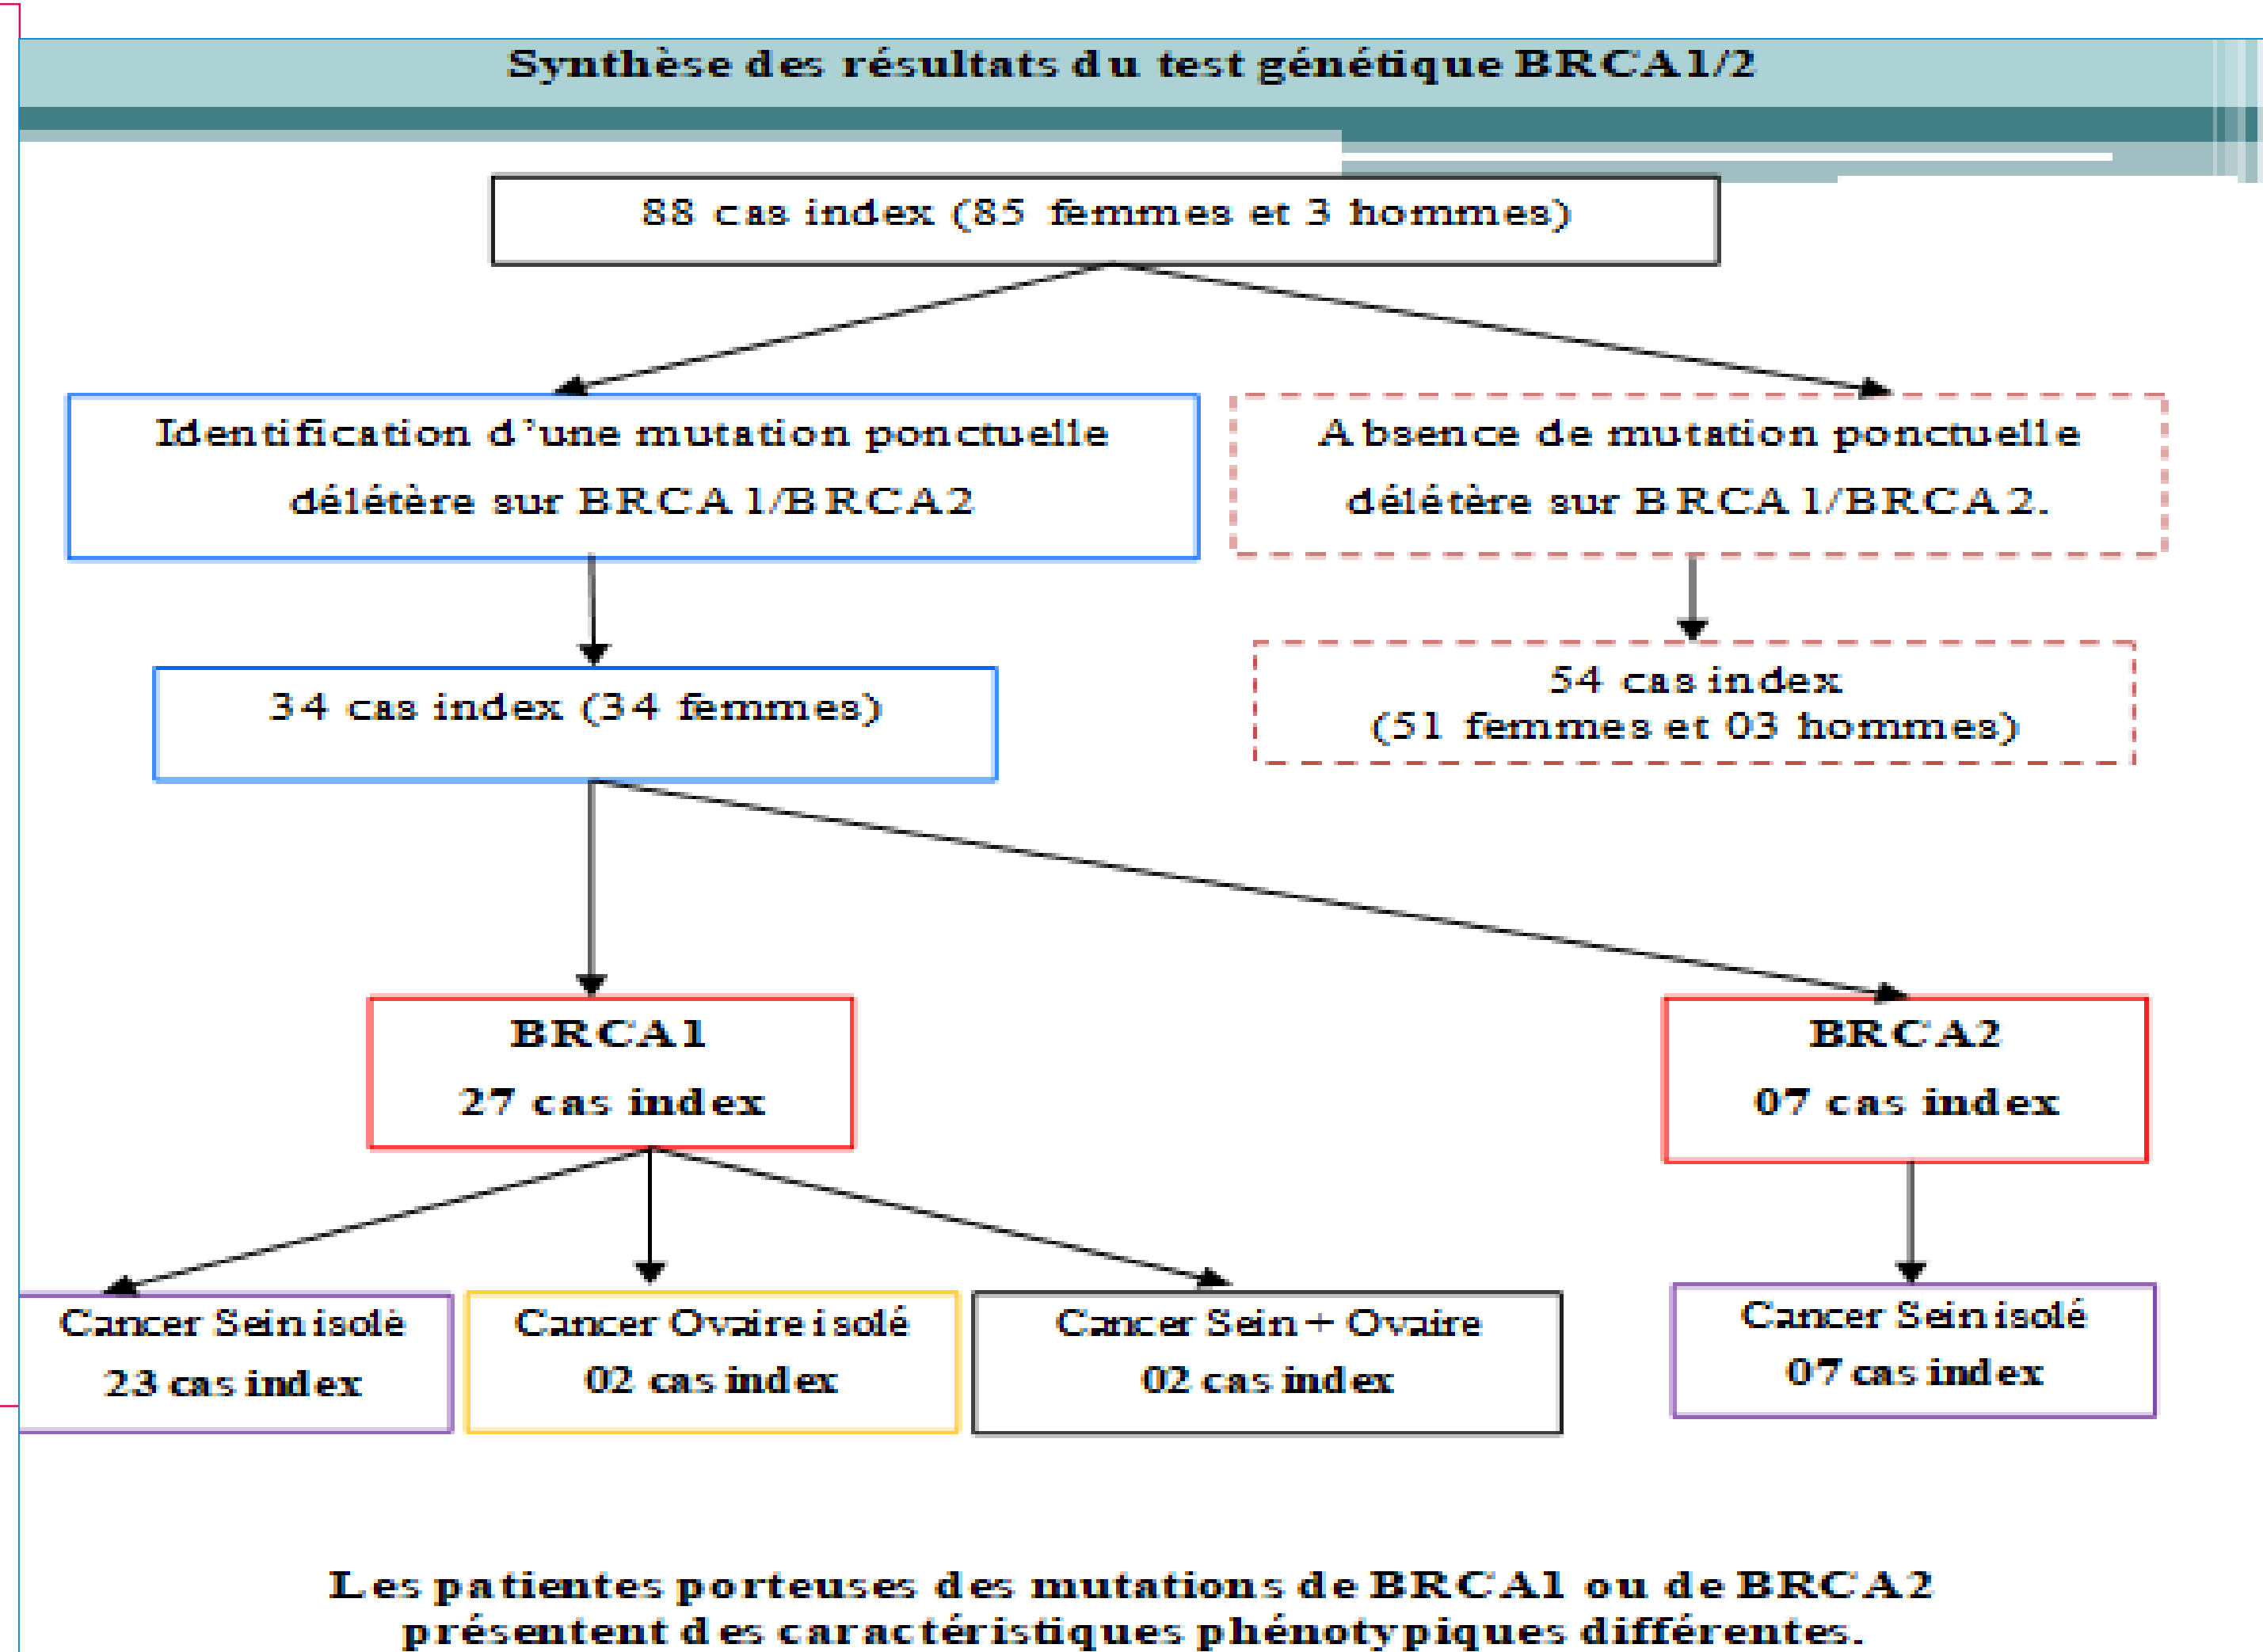 Synthèse des résultats du test génétique BRCA1/2
88 cas index (85 femmes et 3 hommes)
Identification d'une mutation ponctuelle
délétère sur BRCA1/BRCA2
Absence de mutation ponctuelle
délétère sur BRCA1/BRCA2.
34 cas index (34 femmes)
54 cas index
(51 femmes et 03 hommes)
BRCA1
27 cas index
BRCA2
07 cas index
Cancer Sein isolé
23 cas index
Cancer Ovaire isolé
02 cas index
Cancer Sein + Ovaire
02 cas index
Cancer Sein isolé
07 cas index
Les patientes porteuses des mutations de BRCA1 ou de BRCA2
présentent des caractéristiques phénotypiques différentes.